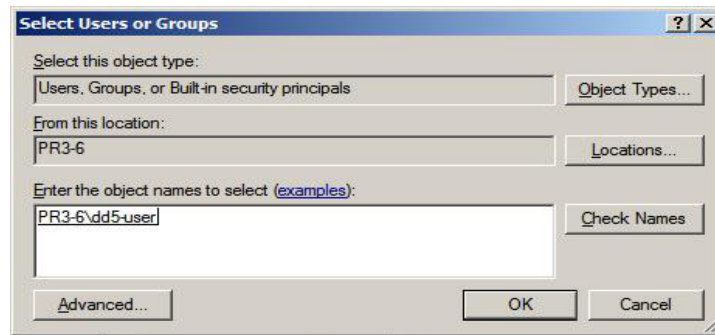 Select Users or Groups
Select this object type:
Users, Groups, or Built-in security principals
Object Types...
From this location:
PR3-6
Locations...
Enter the object names to select (examples):
PR3-6\dd5-user
Check Names
Advanced...
OK
Cancel